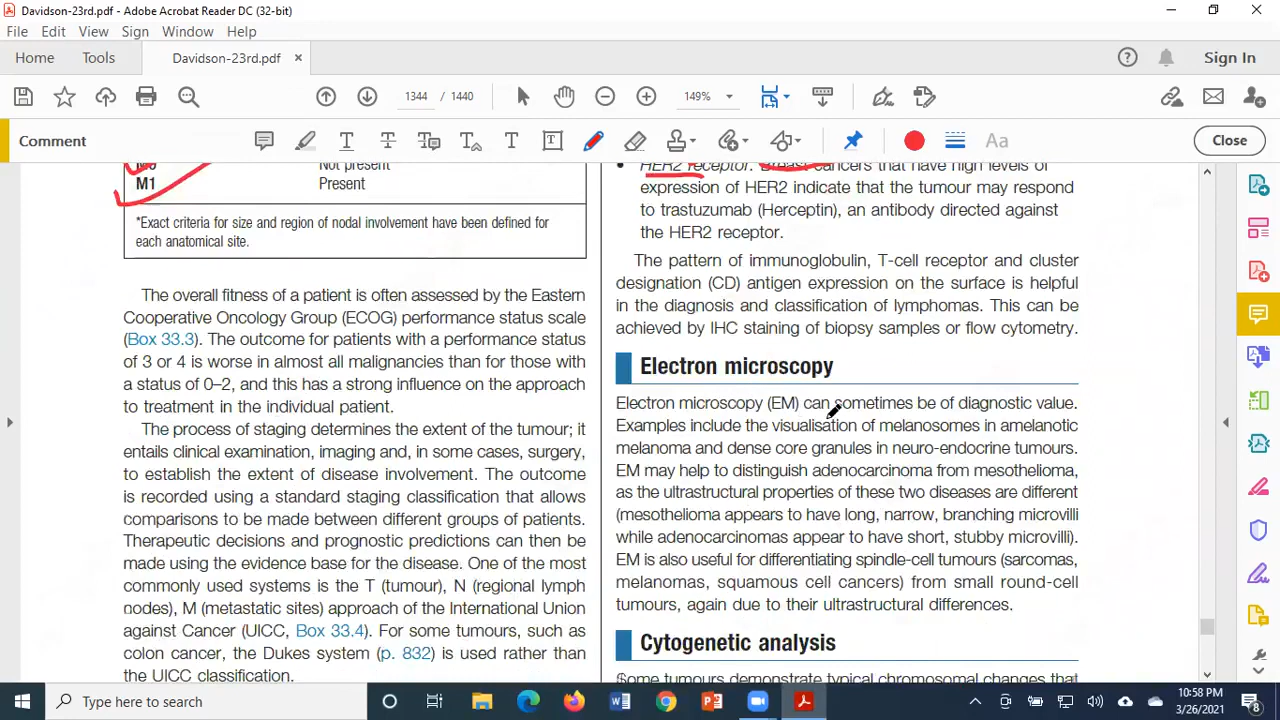 Davidson-23rd.pdf - Adobe Acrobat Reader DC (32-bit)
File Edit View Sign Window Help
Home Tools Davidson-23rd.pdf Sign In
1344 / 1440 149%
Comment Close
Not present
M1 Present
*Exact criteria for size and region of nodal involvement have been defined for
each anatomical site.
The overall fitness of a patient is often assessed by the Eastern
Cooperative Oncology Group (ECOG) performance status scale
(Box 33.3). The outcome for patients with a performance status
of 3 or 4 is worse in almost all malignancies than for those with
a status of 0–2, and this has a strong influence on the approach
to treatment in the individual patient.
The process of staging determines the extent of the tumour; it
entails clinical examination, imaging and, in some cases, surgery,
to establish the extent of disease involvement. The outcome
is recorded using a standard staging classification that allows
comparisons to be made between different groups of patients.
Therapeutic decisions and prognostic predictions can then be
made using the evidence base for the disease. One of the most
commonly used systems is the T (tumour), N (regional lymph
nodes), M (metastatic sites) approach of the International Union
against Cancer (UICC, Box 33.4). For some tumours, such as
colon cancer, the Dukes system (p. 832) is used rather than
the UICC classification.
• HER2 receptor. Breast cancers that have high levels of
expression of HER2 indicate that the tumour may respond
to trastuzumab (Herceptin), an antibody directed against
the HER2 receptor.
The pattern of immunoglobulin, T-cell receptor and cluster
designation (CD) antigen expression on the surface is helpful
in the diagnosis and classification of lymphomas. This can be
achieved by IHC staining of biopsy samples or flow cytometry.
Electron microscopy
Electron microscopy (EM) can sometimes be of diagnostic value.
Examples include the visualisation of melanosomes in amelanotic
melanoma and dense core granules in neuro-endocrine tumours.
EM may help to distinguish adenocarcinoma from mesothelioma,
as the ultrastructural properties of these two diseases are different
(mesothelioma appears to have long, narrow, branching microvilli
while adenocarcinomas appear to have short, stubby microvilli).
EM is also useful for differentiating spindle-cell tumours (sarcomas,
melanomas, squamous cell cancers) from small round-cell
tumours, again due to their ultrastructural differences.
Cytogenetic analysis
Some tumours demonstrate typical chromosomal changes that
Type here to search
10:58 PM
3/26/2021
8